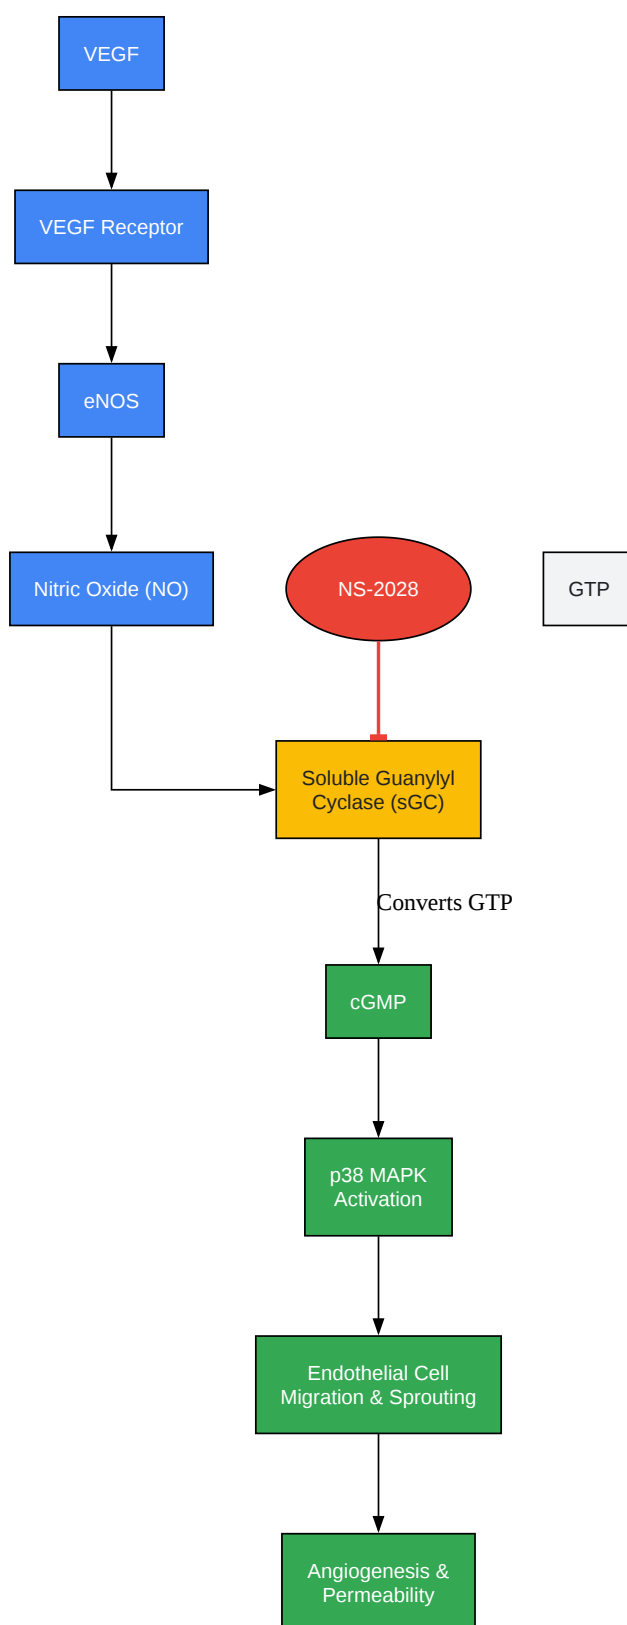 VEGF
VEGF Receptor
eNOS
Nitric Oxide (NO)
NS-2028
GTP
Soluble Guanylyl
Cyclase (sGC)
Converts GTP
cGMP
p38 MAPK
Activation
Endothelial Cell
Migration & Sprouting
Angiogenesis &
Permeability